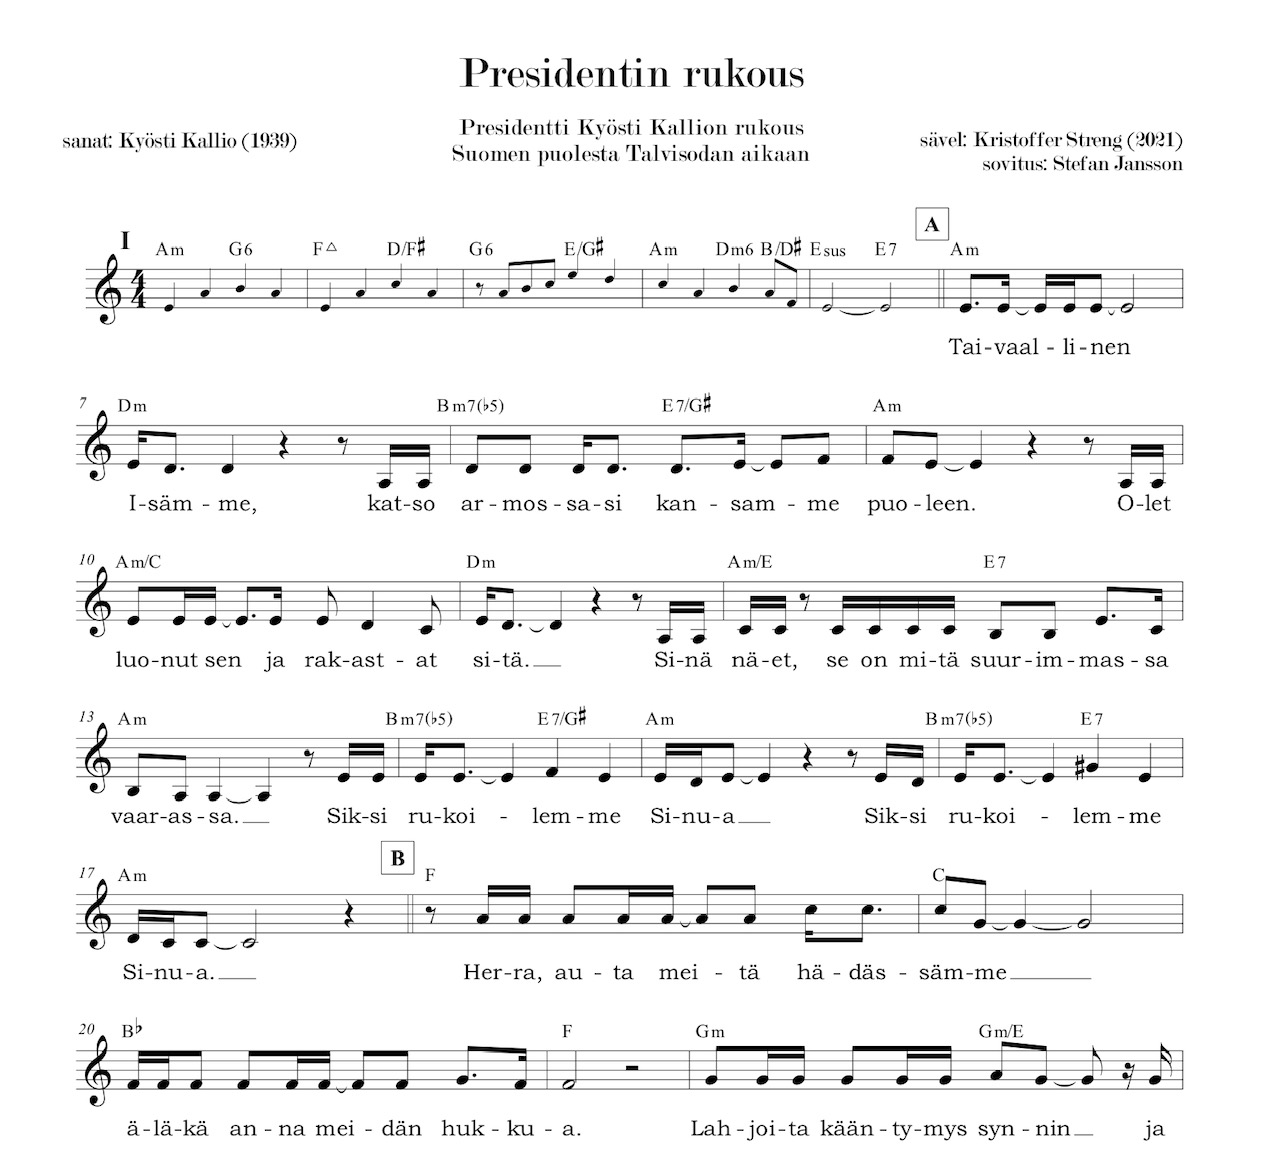 Presidentin rukous
Presidentti Kyösti Kallion rukous
Suomen puolesta Talvisodan aikaan
sanat: Kyösti Kallio (1939)
sävel: Kristoffer Streng (2021)
sovitus: Stefan Jansson
I
A
Am G6 F△ D/F♯ G6 E/G♯ Am Dm6 B/D♯ Esus E7 Am
4
4
Tai-vaal - li-nen
7
Dm Bm7(♭5) E7/G♯ Am
I-säm - me, kat-so ar-mos-sa-si kan - sam - me puo-leen. O-let
10
Am/C Dm Am/E E7
luo-nut sen ja rak-ast - at si-tä. Si-nä nä-et, se on mi-tä suur-im-mas-sa
13
Am Bm7(♭5) E7/G♯ Am Bm7(♭5) E7
vaar-as-sa. Sik-si ru-koi - lem-me Si-nu-a Sik-si ru-koi - lem-me
17
B
Am F C
Si-nu-a. Her-ra, au - ta mei - tä hä-däs - säm-me
20
B♭ F Gm Gm/E
ä-lä-kä an-na mei - dän huk-ku - a. Lah-joi-ta kään-ty-mys syn-nin ja